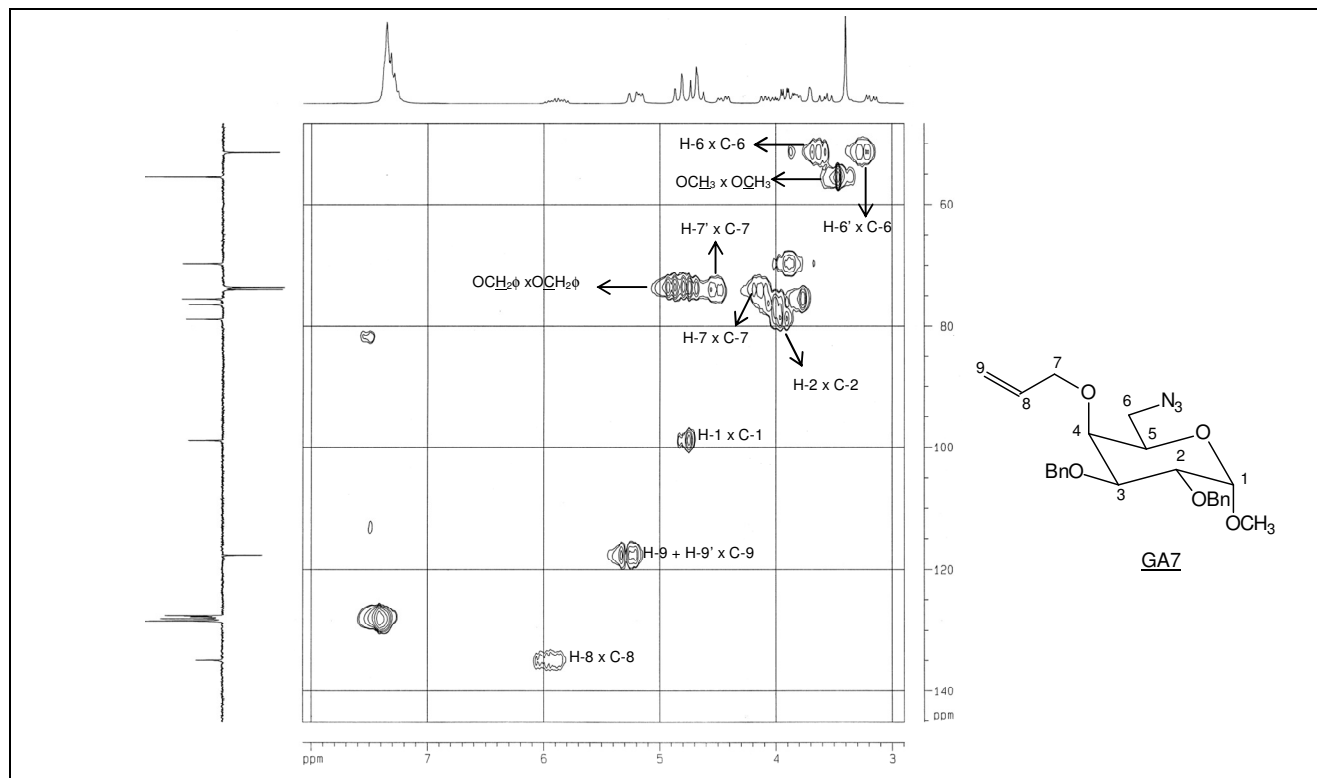 H-6 x C-6
OCH₃ x OCH₃
H-6' x C-6
H-7' x C-7
OCH₂ϕ xOCH₂ϕ
H-7 x C-7
H-2 x C-2
H-1 x C-1
H-9 + H-9' x C-9
H-8 x C-8
60
80
100
120
140
ppm
ppm
7
6
5
4
3
9
8
7
O
6
N₃
4
5
O
BnO
2
3
1
OBn
OCH₃
GA7